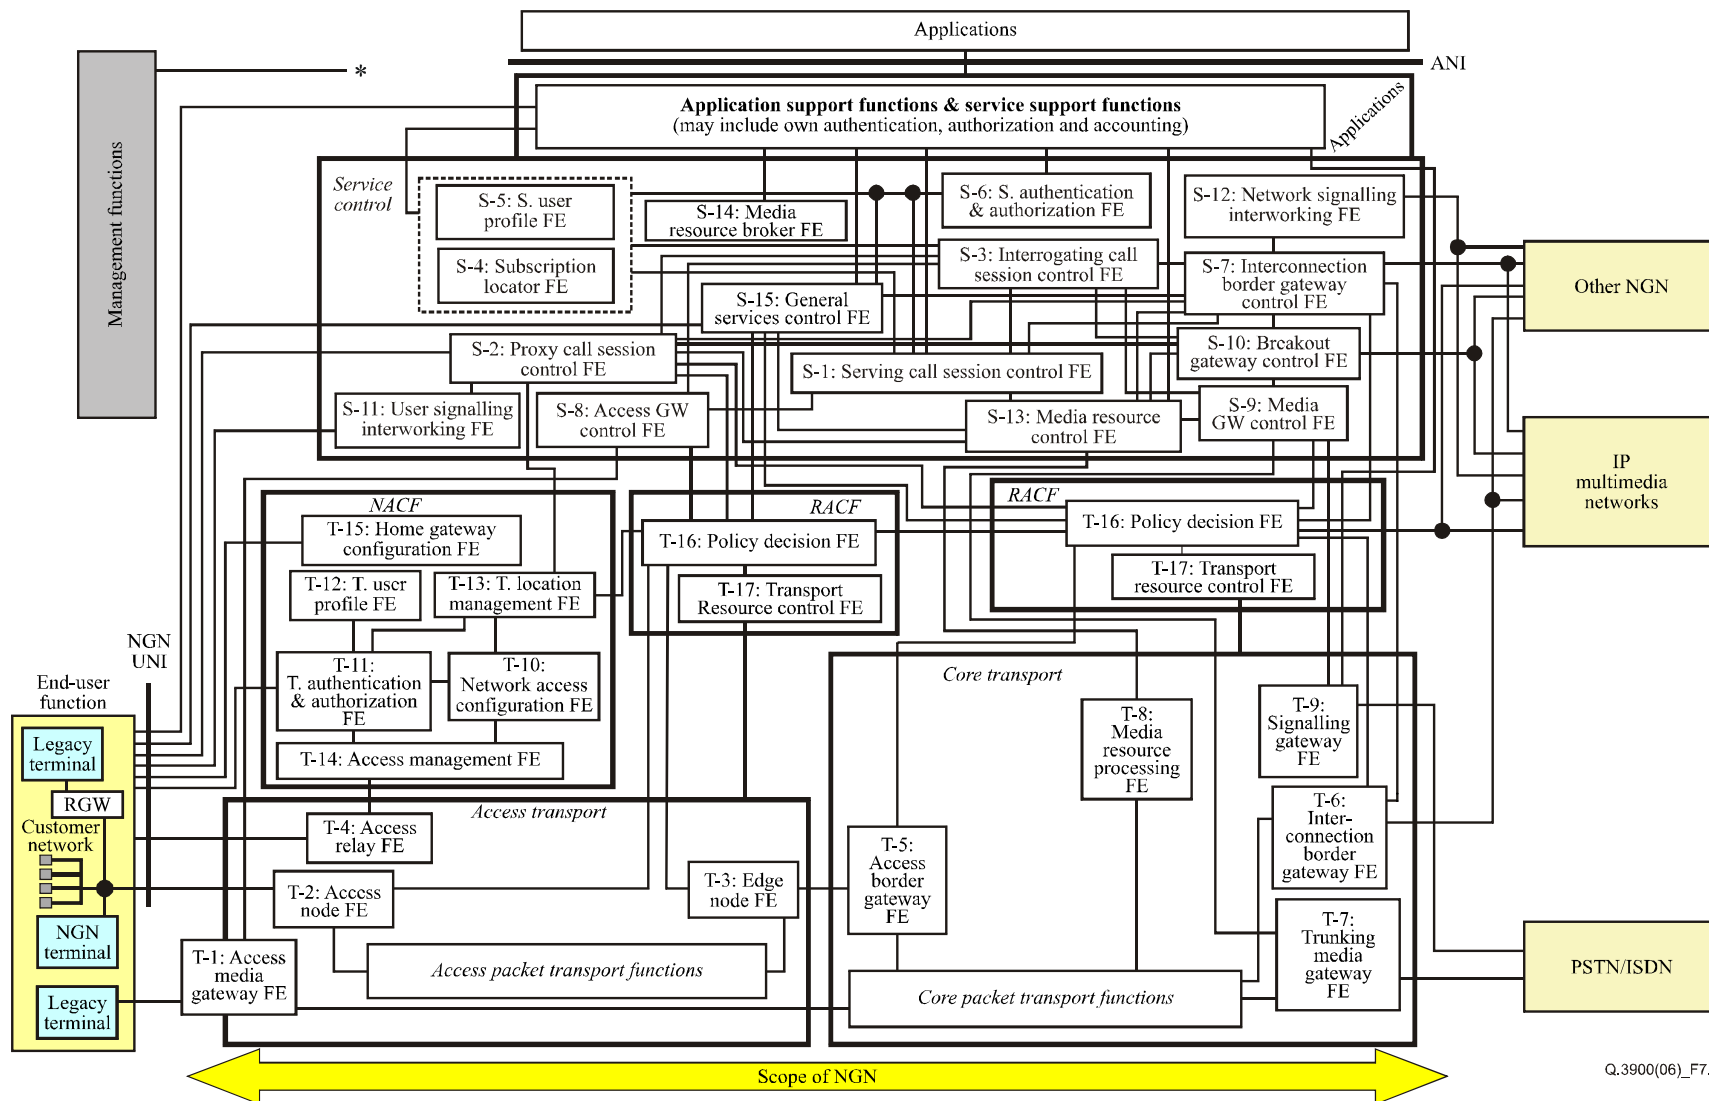 Applications
ANI
*
Management functions
Application support functions & service support functions
(may include own authentication, authorization and accounting)
Applications
Service
control
S-5: S. user
profile FE
S-4: Subscription
locator FE
S-14: Media
resource broker FE
S-6: S. authentication
& authorization FE
S-12: Network signalling
interworking FE
S-3: Interrogating call
session control FE
S-7: Interconnection
border gateway
control FE
S-15: General
services control FE
S-2: Proxy call session
control FE
S-1: Serving call session control FE
S-10: Breakout
gateway control FE
S-11: User signalling
interworking FE
S-8: Access GW
control FE
S-13: Media resource
control FE
S-9: Media
GW control FE
Other NGN
IP
multimedia
networks
PSTN/ISDN
NACF
T-15: Home gateway
configuration FE
T-12: T. user
profile FE
T-13: T. location
management FE
T-11:
T. authentication
& authorization
FE
T-10:
Network access
configuration FE
T-14: Access management FE
RACF
T-16: Policy decision FE
T-17: Transport
Resource control FE
RACF
T-16: Policy decision FE
T-17: Transport
resource control FE
NGN
UNI
End-user
function
Legacy
terminal
RGW
Customer
network
NGN
terminal
Legacy
terminal
Access transport
T-4: Access
relay FE
T-2: Access
node FE
T-3: Edge
node FE
T-1: Access
media
gateway FE
Access packet transport functions
Core transport
T-5:
Access
border
gateway
FE
T-8:
Media
resource
processing
FE
T-9:
Signalling
gateway
FE
T-6:
Inter-
connection
border
gateway FE
T-7:
Trunking
media
gateway
FE
Core packet transport functions
Scope of NGN
Q.3900(06)_F7.